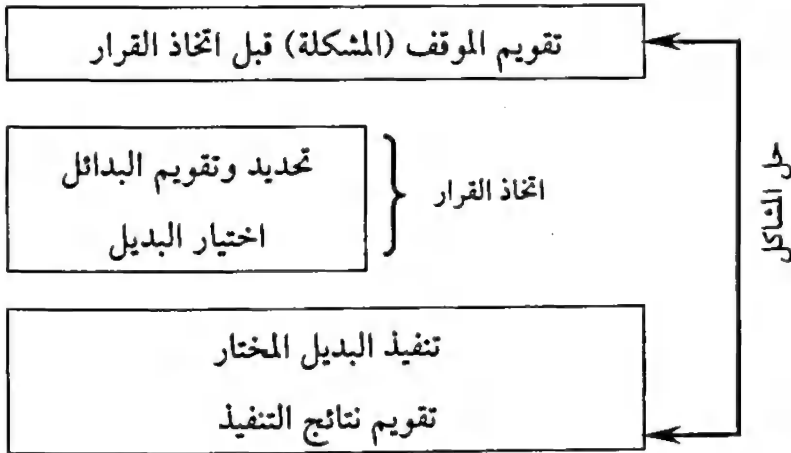 تقويم الموقف (المشكلة) قبل اتخاذ القرار
تحديد وتقويم البدائل
اختيار البديل
اتخاذ القرار
حل المشاكل
تنفيذ البديل المختار
تقويم نتائج التنفيذ